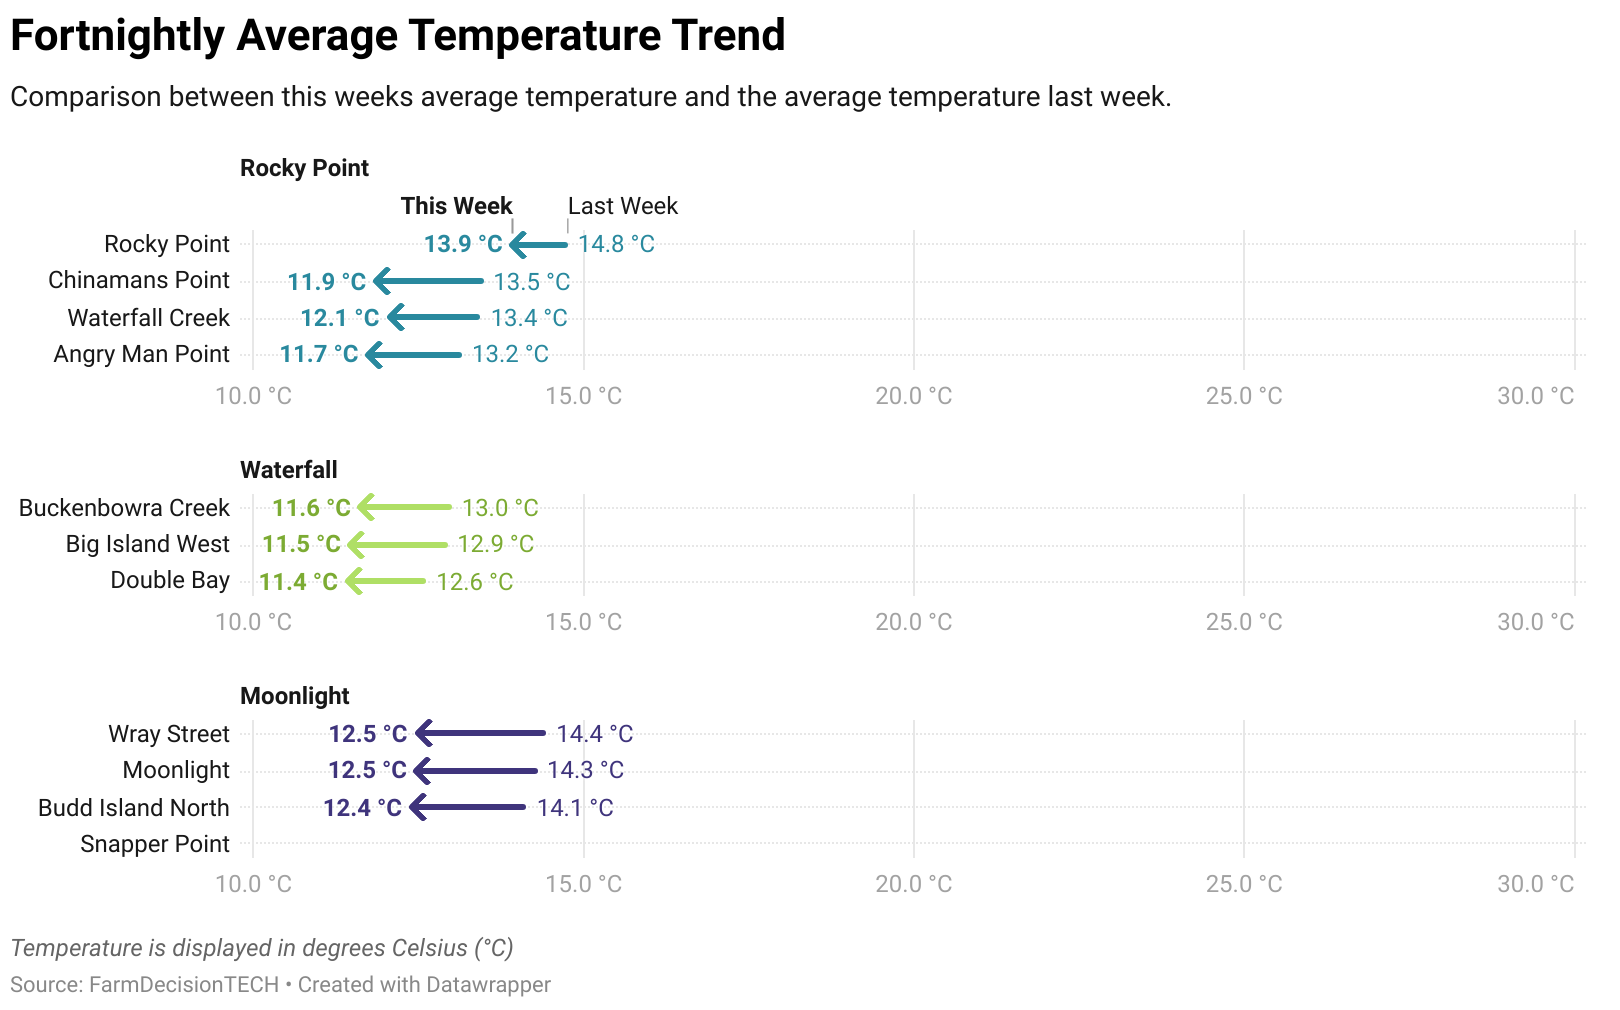 Fortnightly Average Temperature Trend
Comparison between this weeks average temperature and the average temperature last week.
Rocky Point
This Week Last Week
Rocky Point 13.9 °C 14.8 °C
Chinamans Point 11.9 °C 13.5 °C
Waterfall Creek 12.1 °C 13.4 °C
Angry Man Point 11.7 °C 13.2 °C
10.0 °C 15.0 °C 20.0 °C 25.0 °C 30.0 °C
Waterfall
Buckenbowra Creek 11.6 °C 13.0 °C
Big Island West 11.5 °C 12.9 °C
Double Bay 11.4 °C 12.6 °C
10.0 °C 15.0 °C 20.0 °C 25.0 °C 30.0 °C
Moonlight
Wray Street 12.5 °C 14.4 °C
Moonlight 12.5 °C 14.3 °C
Budd Island North 12.4 °C 14.1 °C
Snapper Point
10.0 °C 15.0 °C 20.0 °C 25.0 °C 30.0 °C
Temperature is displayed in degrees Celsius (°C)
Source: FarmDecisionTECH • Created with Datawrapper